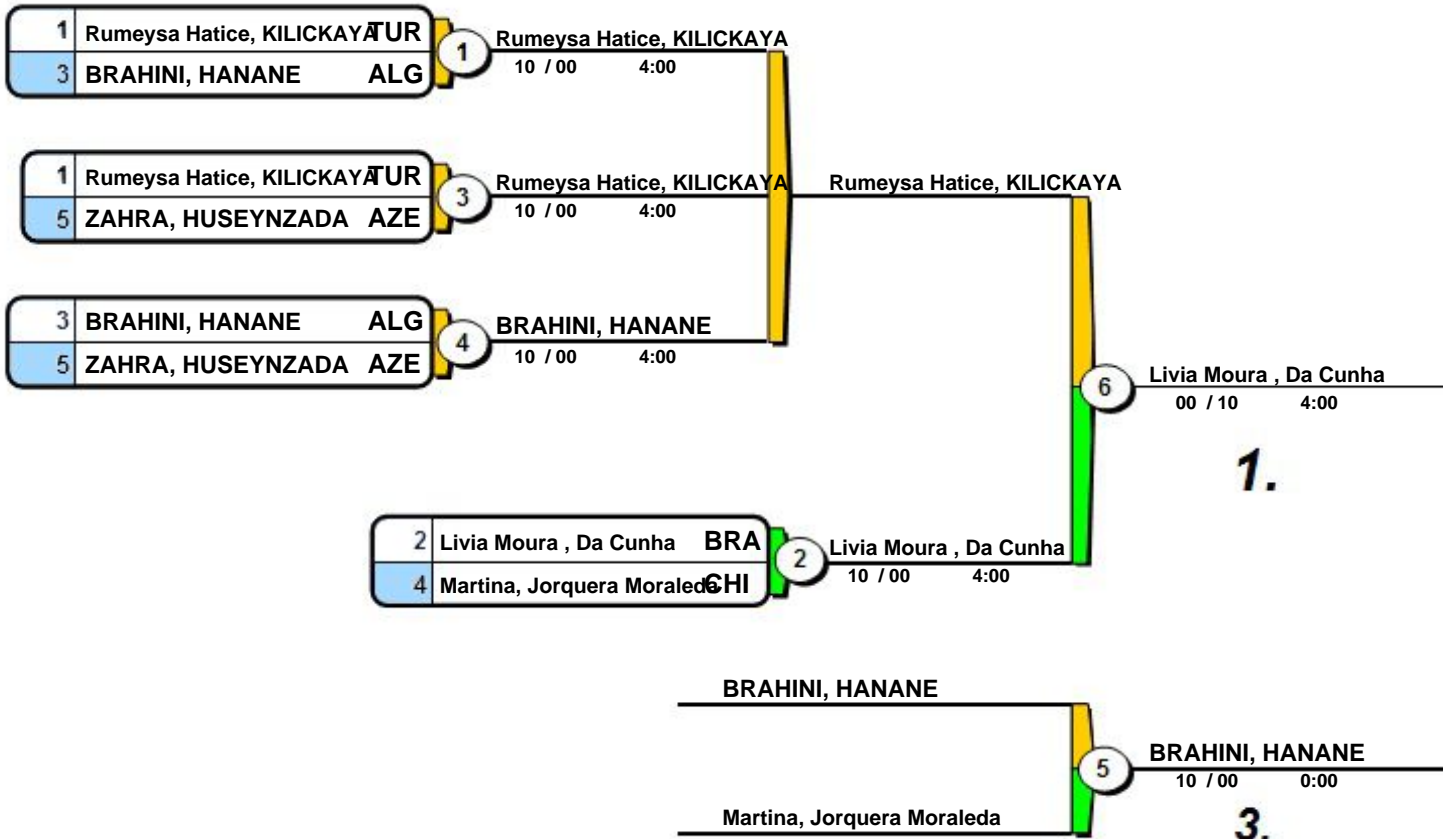 1 Rumeysa Hatice, KILICKAYA TUR
3 BRAHINI, HANANE ALG
1
Rumeysa Hatice, KILICKAYA
10 / 00 4:00
1 Rumeysa Hatice, KILICKAYA TUR
5 ZAHRA, HUSEYNZADA AZE
3
Rumeysa Hatice, KILICKAYA
10 / 00 4:00
Rumeysa Hatice, KILICKAYA
3 BRAHINI, HANANE ALG
5 ZAHRA, HUSEYNZADA AZE
4
BRAHINI, HANANE
10 / 00 4:00
6
Livia Moura , Da Cunha
00 / 10 4:00
1.
2 Livia Moura , Da Cunha BRA
4 Martina, Jorquera Moraleda CHI
2
Livia Moura , Da Cunha
10 / 00 4:00
BRAHINI, HANANE
5
BRAHINI, HANANE
10 / 00 0:00
Martina, Jorquera Moraleda
3.